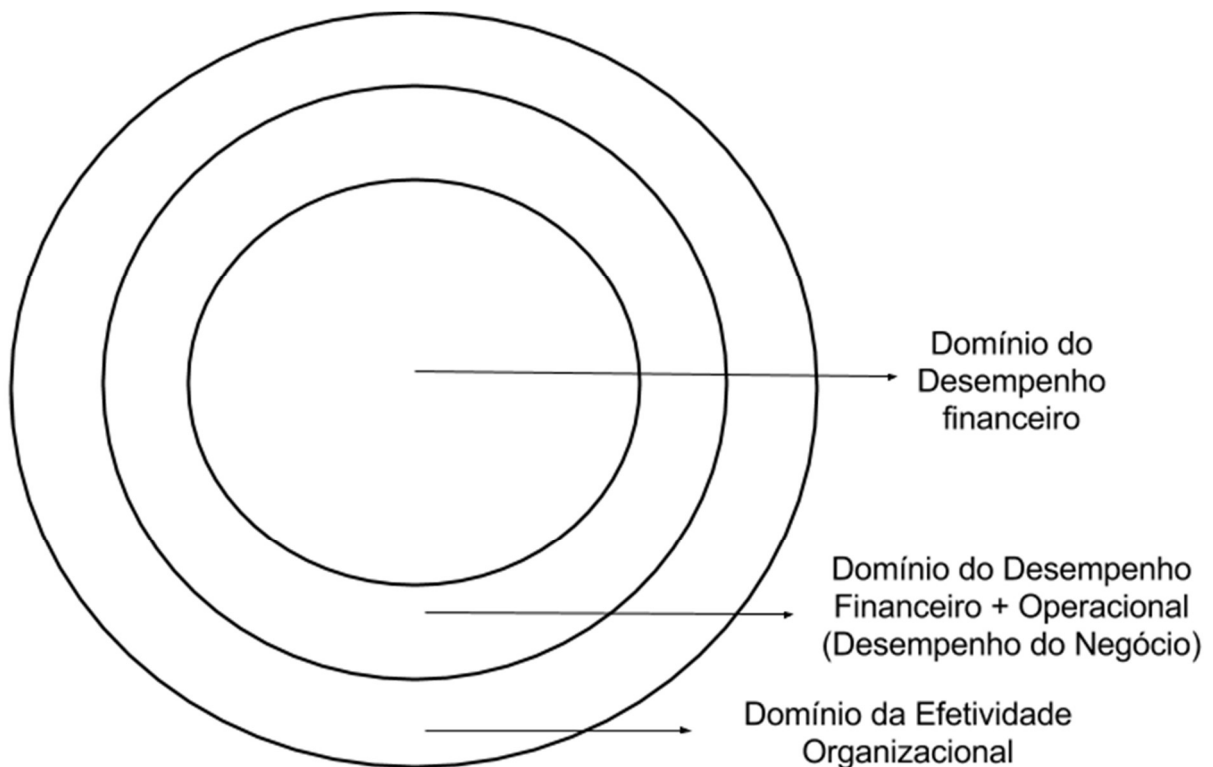 Domínio do
Desempenho
financeiro
Domínio do Desempenho
Financeiro + Operacional
(Desempenho do Negócio)
Domínio da Efetividade
Organizacional